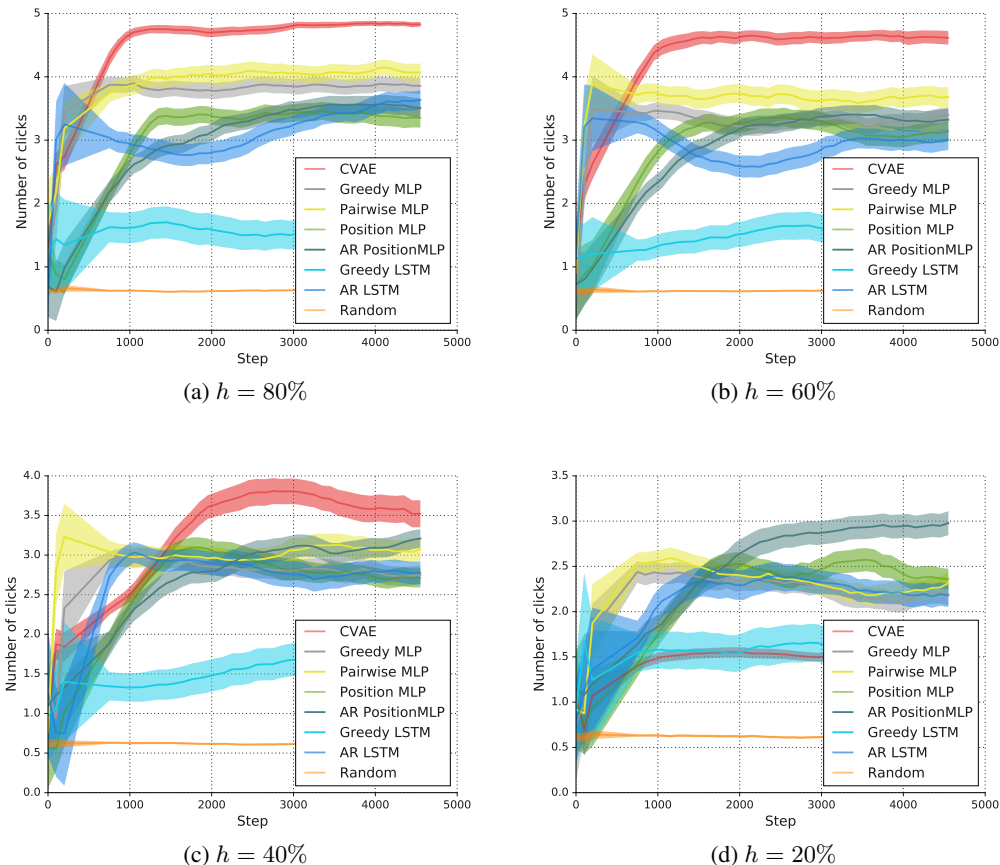 5
4
3
2
1
0
0 1000 2000 3000 4000 5000
Number of clicks
Step
CVAE
Greedy MLP
Pairwise MLP
Position MLP
AR PositionMLP
Greedy LSTM
AR LSTM
Random
(a) h = 80%
5
4
3
2
1
0
0 1000 2000 3000 4000 5000
Number of clicks
Step
CVAE
Greedy MLP
Pairwise MLP
Position MLP
AR PositionMLP
Greedy LSTM
AR LSTM
Random
(b) h = 60%
4.0
3.5
3.0
2.5
2.0
1.5
1.0
0.5
0.0
0 1000 2000 3000 4000 5000
Number of clicks
Step
CVAE
Greedy MLP
Pairwise MLP
Position MLP
AR PositionMLP
Greedy LSTM
AR LSTM
Random
(c) h = 40%
3.5
3.0
2.5
2.0
1.5
1.0
0.5
0.0
0 1000 2000 3000 4000 5000
Number of clicks
Step
CVAE
Greedy MLP
Pairwise MLP
Position MLP
AR PositionMLP
Greedy LSTM
AR LSTM
Random
(d) h = 20%